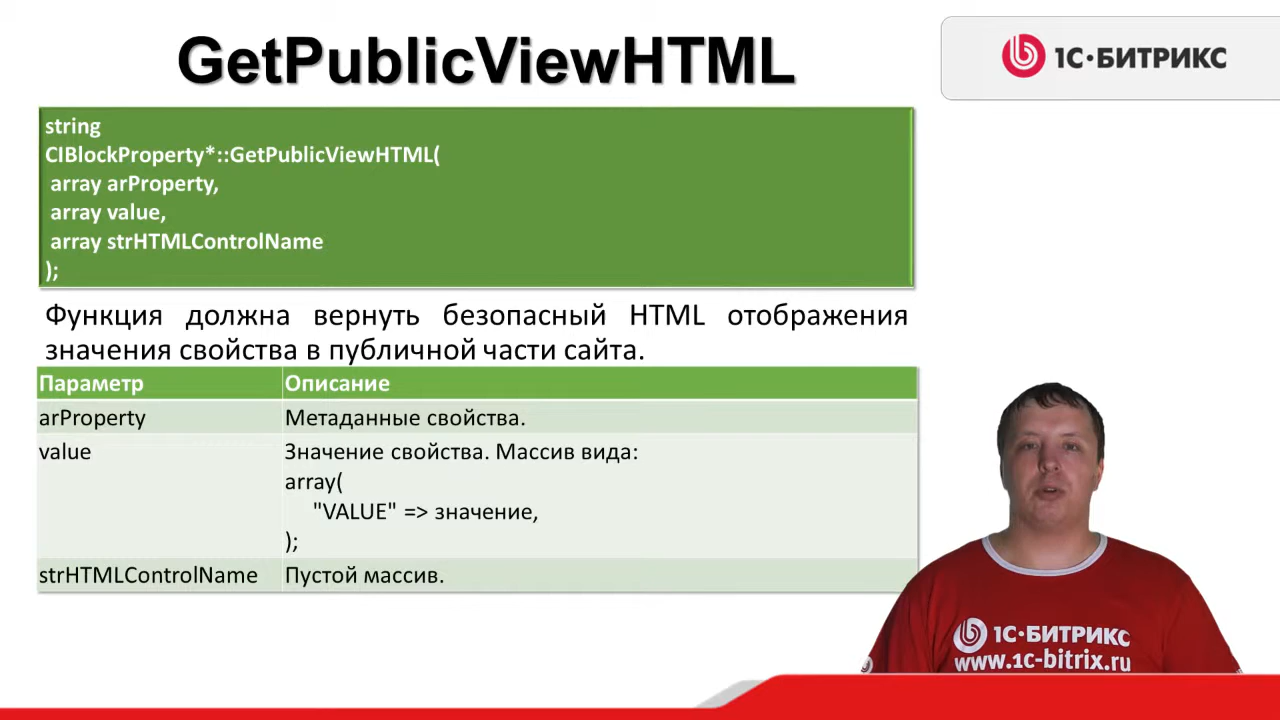 GetPublicViewHTML
1С·БИТРИКС
string
CIBlockProperty*::GetPublicViewHTML(
array arProperty,
array value,
array strHTMLControlName
);
Функция должна вернуть безопасный HTML отображения
значения свойства в публичной части сайта.
Параметр Описание
arProperty Метаданные свойства.
value Значение свойства. Массив вида:
array(
"VALUE" => значение,
);
strHTMLControlName Пустой массив.
1С·БИТРИКС
www.1c-bitrix.ru